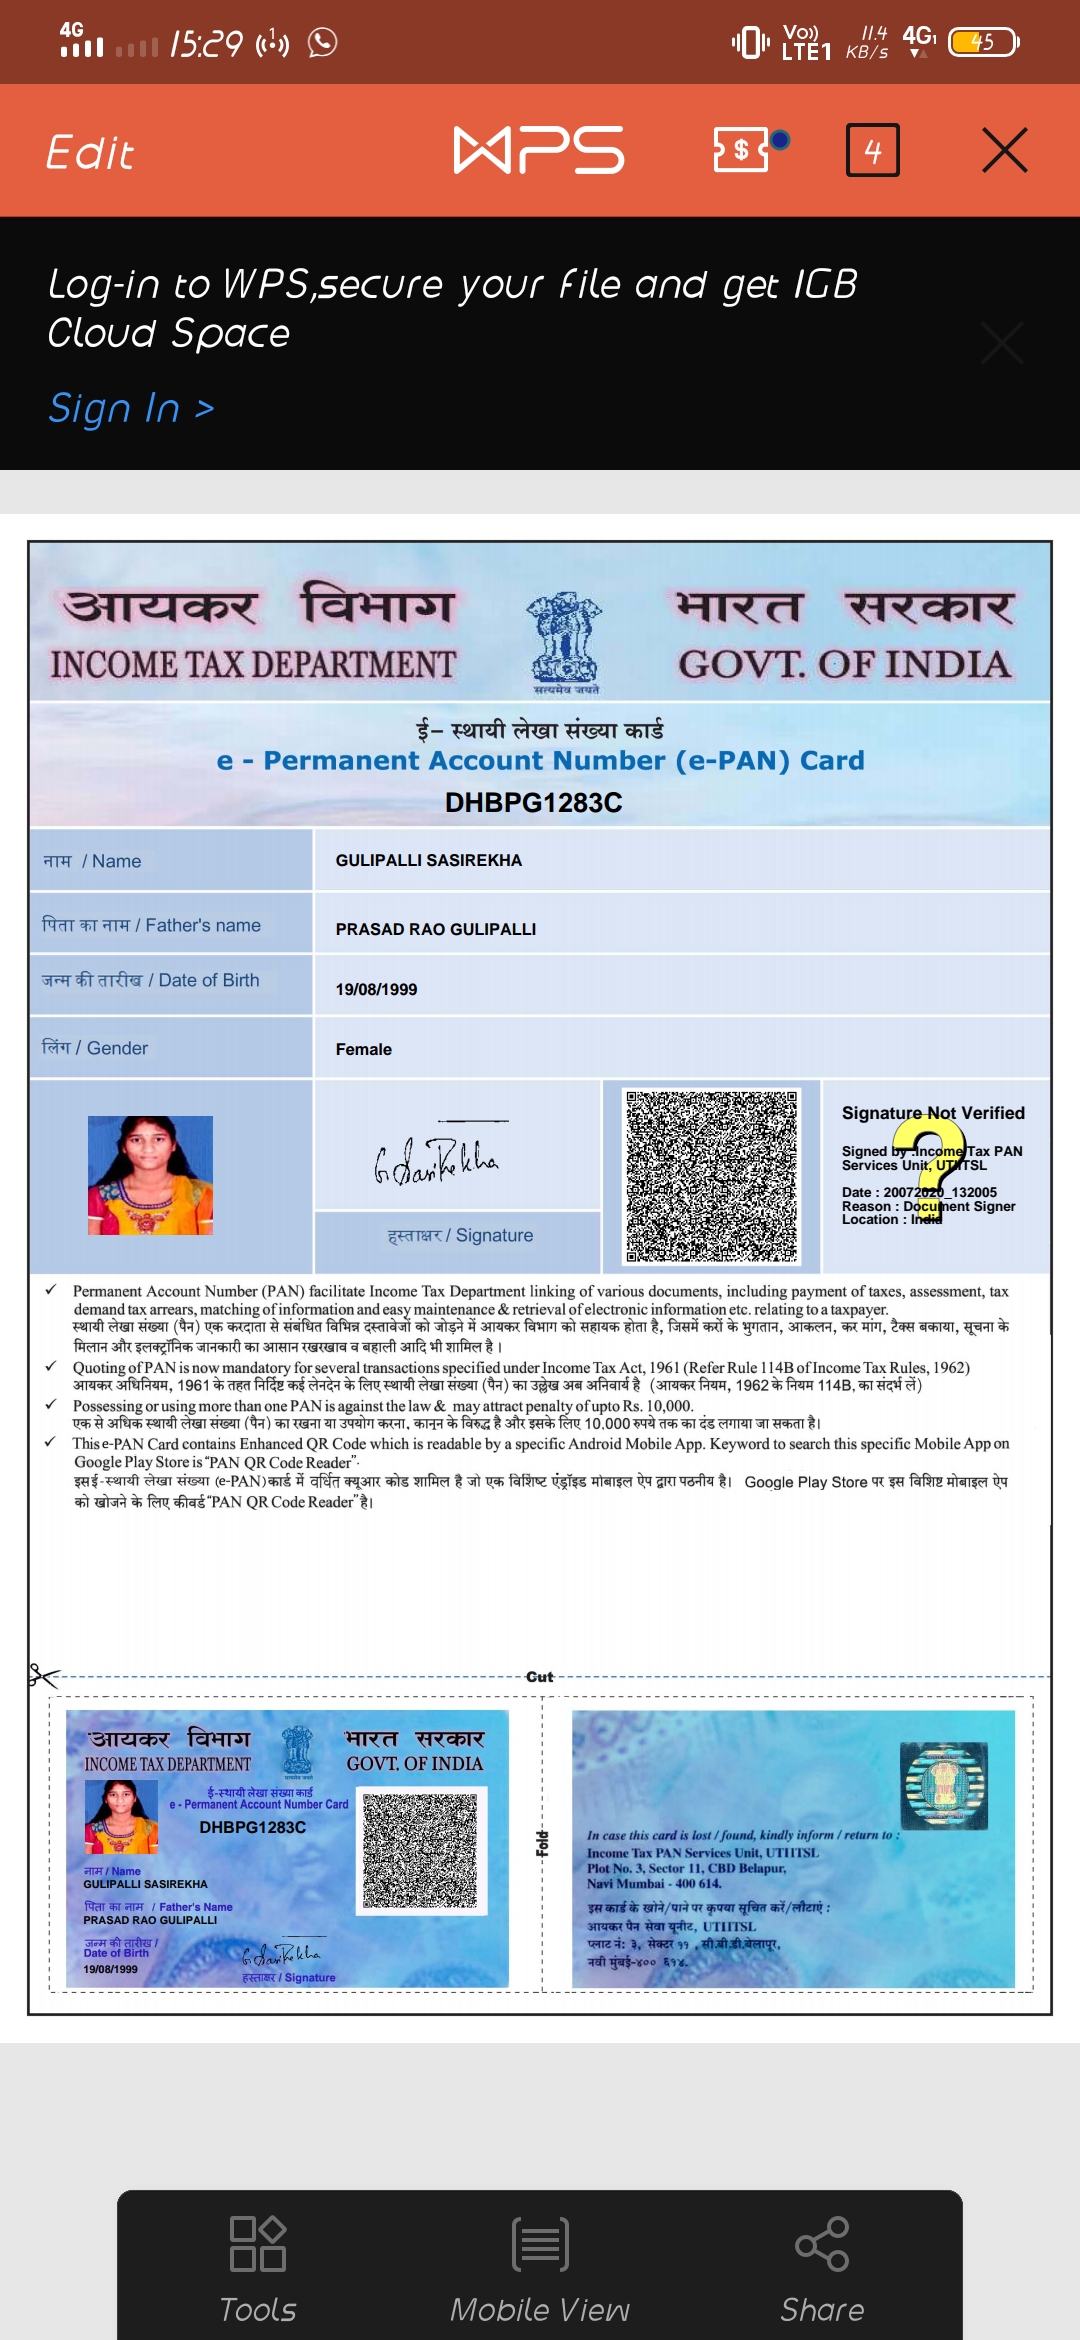 4G
15:29
Vo))
LTE1
11.4
KB/s
4G
45
Edit
WPS
4
Log-in to WPS,secure your file and get 1GB
Cloud Space
Sign In >
आयकर विभाग
भारत सरकार
INCOME TAX DEPARTMENT
GOVT. OF INDIA
सत्यमेव जयते
ई- स्थायी लेखा संख्या कार्ड
e - Permanent Account Number (e-PAN) Card
DHBPG1283C
नाम / Name
GULIPALLI SASIREKHA
पिता का नाम / Father's name
PRASAD RAO GULIPALLI
जन्म की तारीख / Date of Birth
19/08/1999
लिंग / Gender
Female
G. SasiRekha
हस्ताक्षर / Signature
Signature Not Verified
Signed by :Income Tax PAN
Services Unit, UTIITSL
Date : 20072020_132005
Reason : Document Signer
Location : India
✓ Permanent Account Number (PAN) facilitate Income Tax Department linking of various documents, including payment of taxes, assessment, tax
demand tax arrears, matching of information and easy maintenance & retrieval of electronic information etc. relating to a taxpayer.
स्थायी लेखा संख्या (पैन) एक करदाता से संबंधित विभिन्न दस्तावेजों को जोड़ने में आयकर विभाग को सहायक होता है, जिसमें करों के भुगतान, आकलन, कर मांग, टैक्स बकाया, सूचना के
मिलान और इलक्ट्रॉनिक जानकारी का आसान रखरखाव व बहाली आदि भी शामिल है ।
✓ Quoting of PAN is now mandatory for several transactions specified under Income Tax Act, 1961 (Refer Rule 114B of Income Tax Rules, 1962)
आयकर अधिनियम, 1961 के तहत निर्दिष्ट कई लेनदेन के लिए स्थायी लेखा संख्या (पैन) का उल्लेख अब अनिवार्य है (आयकर नियम, 1962 के नियम 114B, का संदर्भ लें)
✓ Possessing or using more than one PAN is against the law & may attract penalty of upto Rs. 10,000.
एक से अधिक स्थायी लेखा संख्या (पैन) का रखना या उपयोग करना, कानून के विरुद्ध है और इसके लिए 10,000 रुपये तक का दंड लगाया जा सकता है।
✓ This e-PAN Card contains Enhanced QR Code which is readable by a specific Android Mobile App. Keyword to search this specific Mobile App on
Google Play Store is "PAN QR Code Reader".
इसई-स्थायी लेखा संख्या (e-PAN) कार्ड में वर्धित क्यूआर कोड शामिल है जो एक विशिष्ट एंड्रॉइड मोबाइल ऐप द्वारा पठनीय है। Google Play Store पर इस विशिष्ट मोबाइल ऐप
को खोजने के लिए कीवर्ड "PAN QR Code Reader" है।
Cut
आयकर विभाग
भारत सरकार
INCOME TAX DEPARTMENT
GOVT. OF INDIA
ई-स्थायी लेखा संख्या कार्ड
e - Permanent Account Number Card
DHBPG1283C
नाम / Name
GULIPALLI SASIREKHA
पिता का नाम / Father's Name
PRASAD RAO GULIPALLI
जन्म की तारीख /
Date of Birth
19/08/1999
G. SasiRekha
हस्ताक्षर / Signature
Fold
In case this card is lost / found, kindly inform / return to :
Income Tax PAN Services Unit, UTIITSL
Plot No. 3, Sector 11, CBD Belapur,
Navi Mumbai - 400 614.
इस कार्ड के खोने/पाने पर कृपया सूचित करें/लौटाएं :
आयकर पैन सेवा यूनीट, UTIITSL
प्लाट नं: ३, सेक्टर ११ , सी.बी.डी.बेलापूर,
नवी मुंबई-४०० ६१४.
Tools
Mobile View
Share